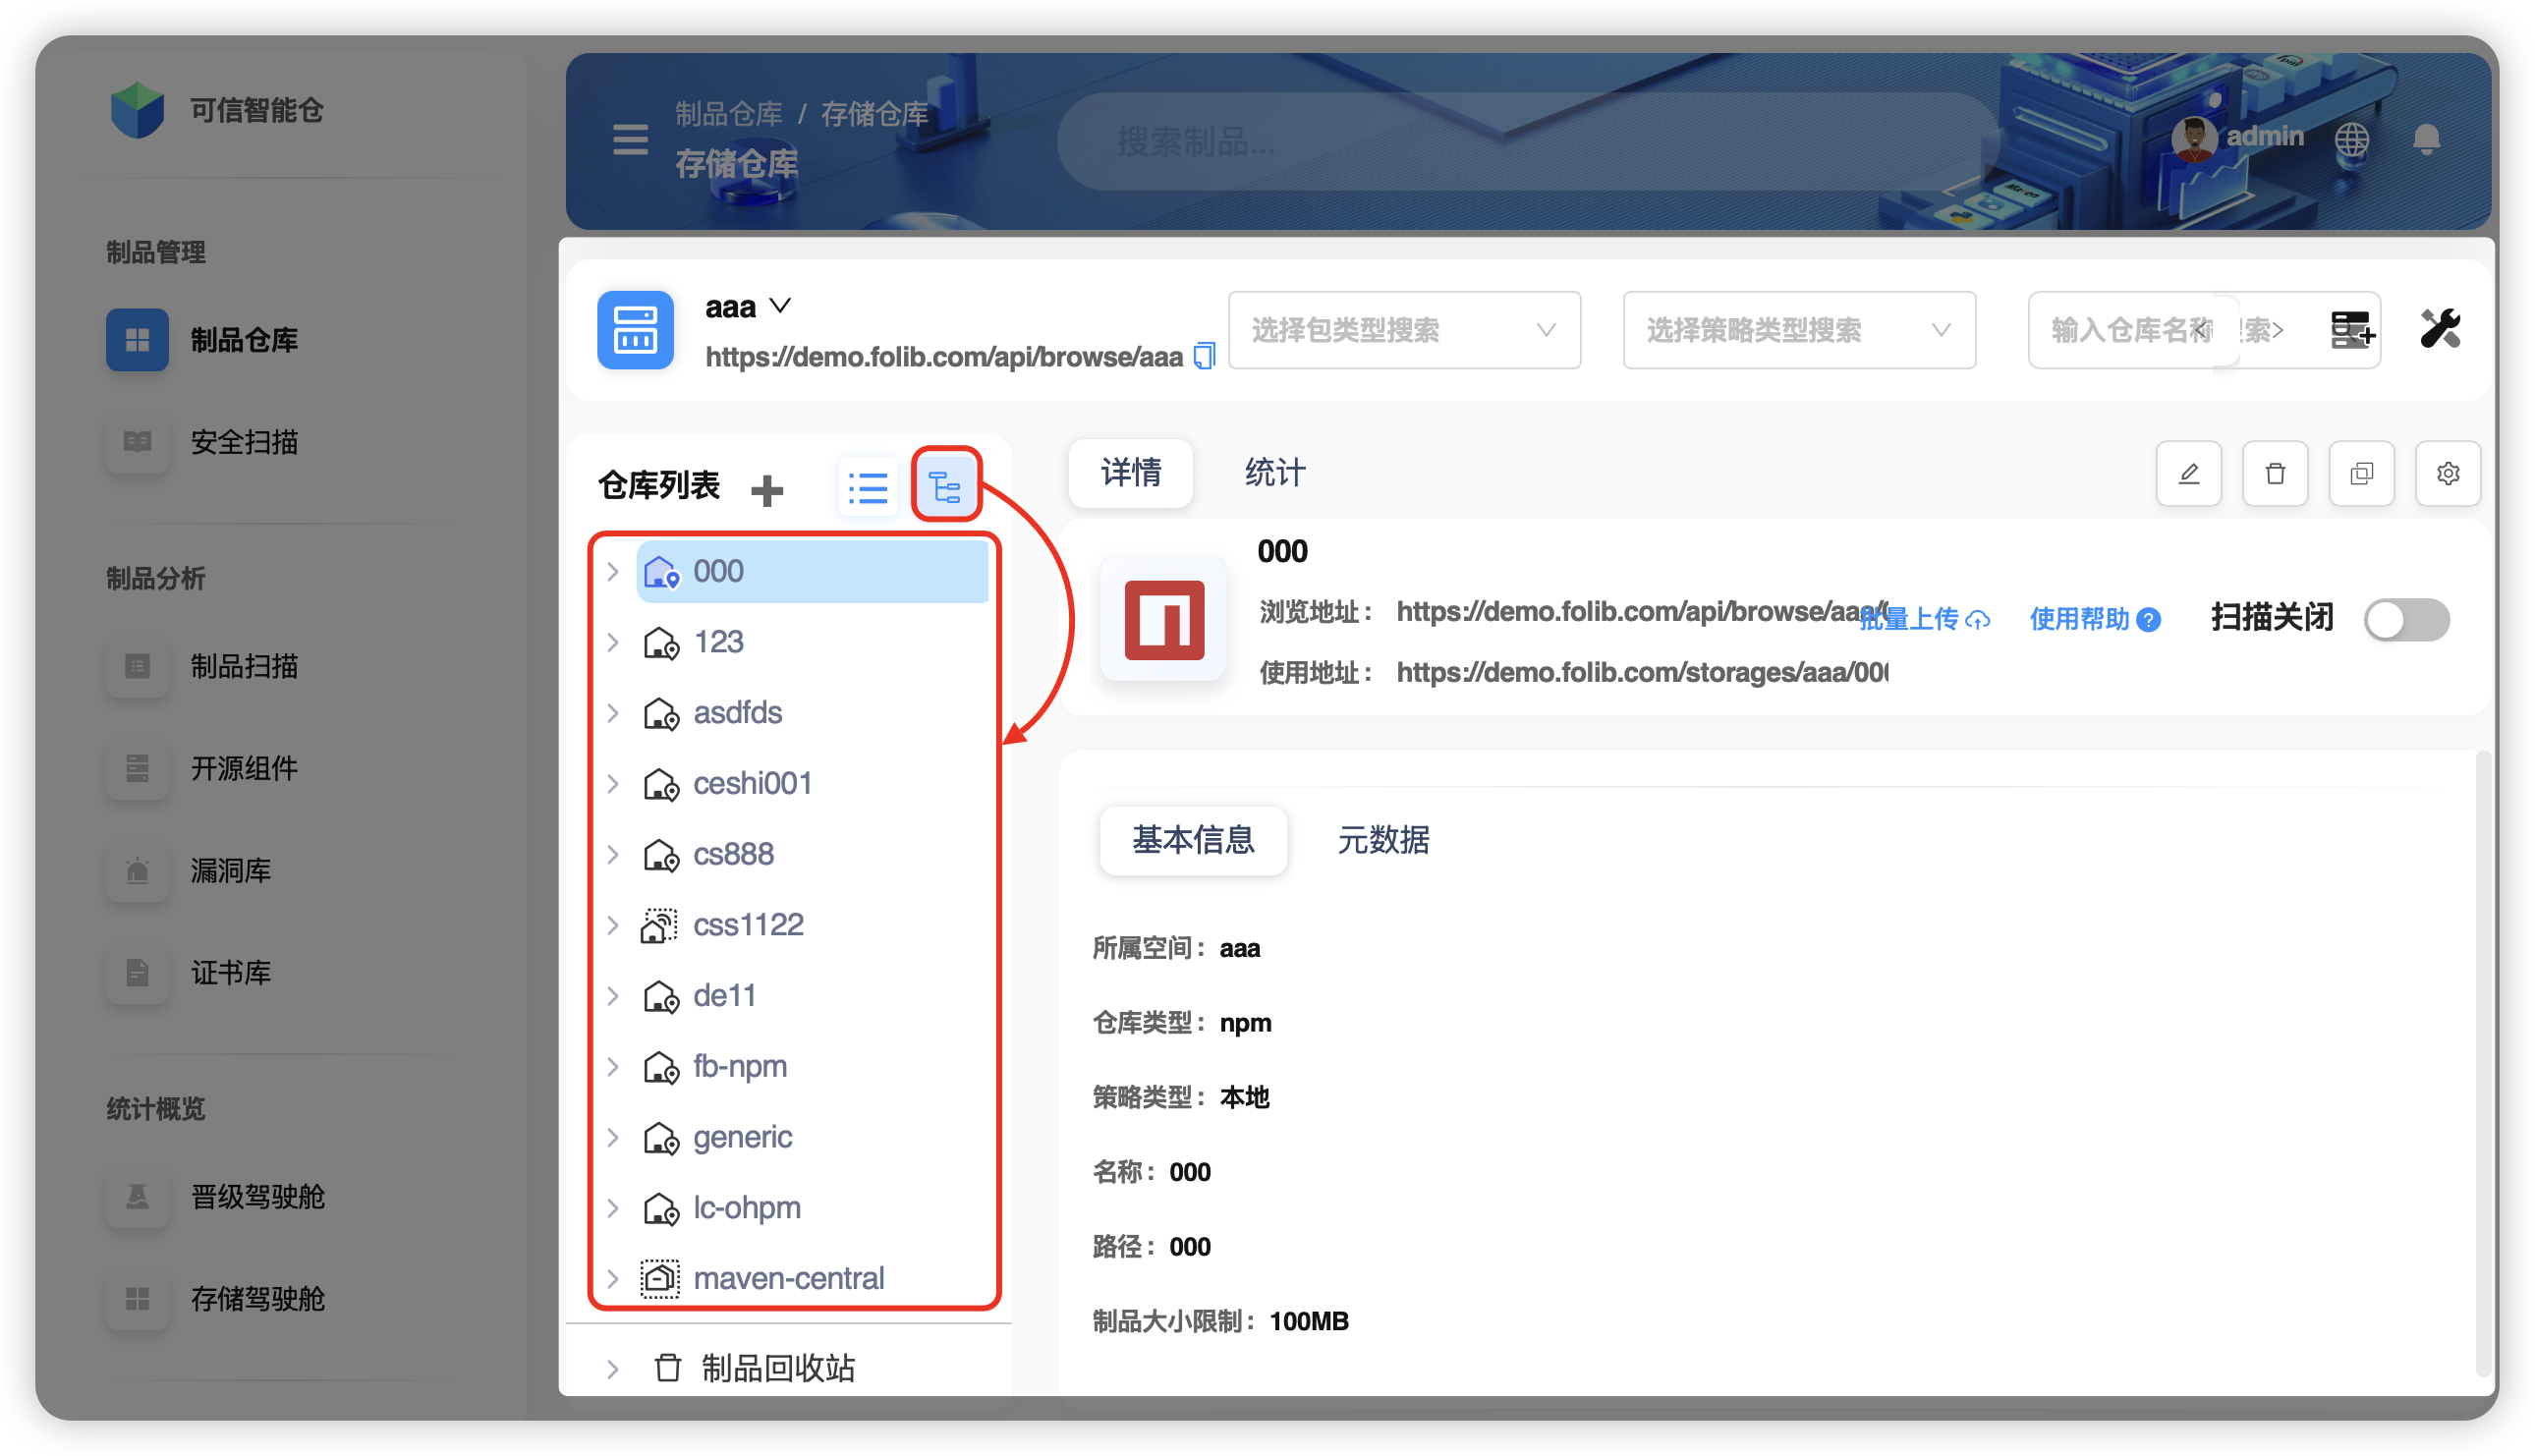 可信智能仓
制品管理
制品仓库
安全扫描
制品分析
制品扫描
开源组件
漏洞库
证书库
统计概览
晋级驾驶舱
存储驾驶舱
制品仓库 / 存储仓库
存储仓库
搜索制品...
admin
aaa
https://demo.folib.com/api/browse/aaa
选择包类型搜索
选择策略类型搜索
输入仓库名称 搜索
仓库列表
000
123
asdfds
ceshi001
cs888
css1122
de11
fb-npm
generic
lc-ohpm
maven-central
制品回收站
详情 统计
000
浏览地址： https://demo.folib.com/api/browse/aaa/
批量上传
使用帮助
扫描关闭
使用地址： https://demo.folib.com/storages/aaa/000
基本信息 元数据
所属空间： aaa
仓库类型： npm
策略类型： 本地
名称： 000
路径： 000
制品大小限制： 100MB